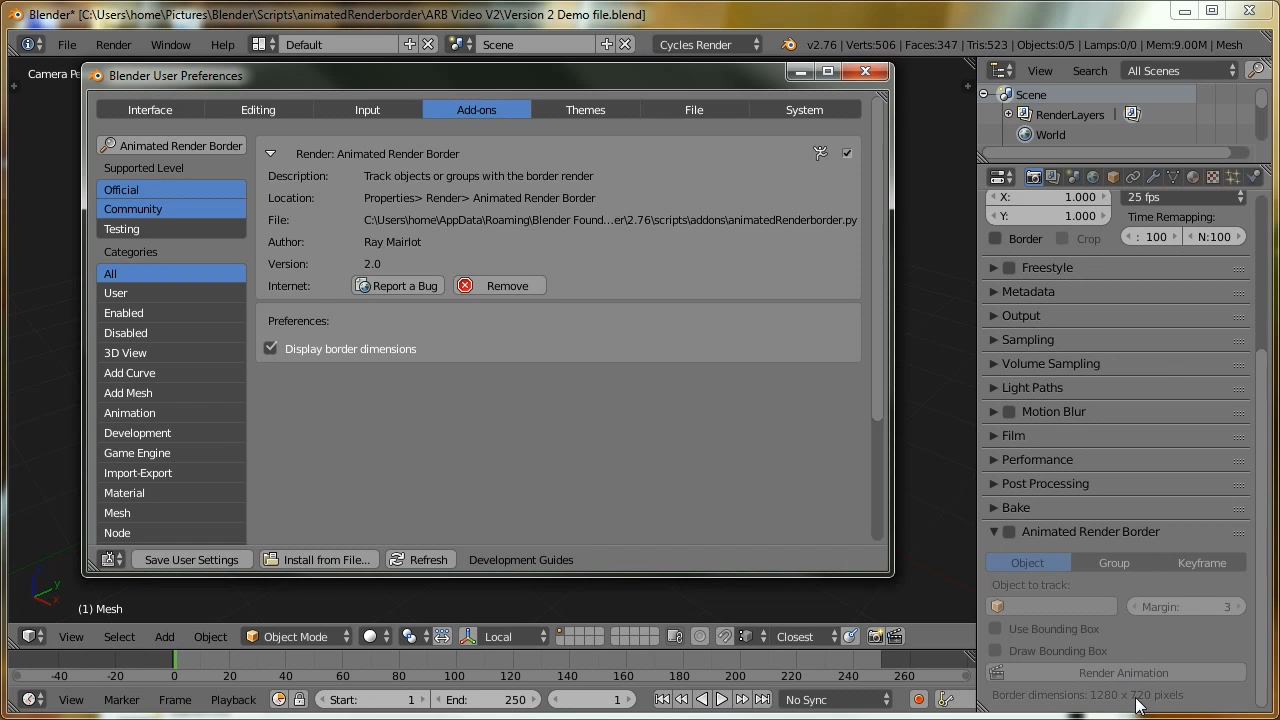 Blender* [C:\Users\home\Pictures\Blender\Scripts\animatedRenderborder\ARB Video V2\Version 2 Demo file.blend]
File Render Window Help Default Scene Cycles Render v2.76 | Verts:506 | Faces:347 | Tris:523 | Objects:0/5 | Lamps:0/0 | Mem:9.00M | Mesh
Camera Pe
Blender User Preferences
Interface Editing Input Add-ons Themes File System
Animated Render Border
Supported Level
Official
Community
Testing
Categories
All
User
Enabled
Disabled
3D View
Add Curve
Add Mesh
Animation
Development
Game Engine
Import-Export
Material
Mesh
Node
Render: Animated Render Border
Description: Track objects or groups with the border render
Location: Properties> Render> Animated Render Border
File: C:\Users\home\AppData\Roaming\Blender Found...er\2.76\scripts\addons\animatedRenderborder.py
Author: Ray Mairlot
Version: 2.0
Internet: Report a Bug Remove
Preferences:
Display border dimensions
Save User Settings Install from File... Refresh Development Guides
View Search All Scenes
Scene
RenderLayers |
World
X: 1.000 25 fps
Y: 1.000 Time Remapping:
Border Crop : 100 N:100
Freestyle
Metadata
Output
Sampling
Volume Sampling
Light Paths
Motion Blur
Film
Performance
Post Processing
Bake
Animated Render Border
Object Group Keyframe
Object to track:
Margin: 3
Use Bounding Box
Draw Bounding Box
Render Animation
Border dimensions: 1280 x 720 pixels
z y x
(1) Mesh
View Select Add Object Object Mode Local Closest
-40 -20 0 20 40 60 80 100 120 140 160 180 200 220 240 260
View Marker Frame Playback Start: 1 End: 250 1 No Sync